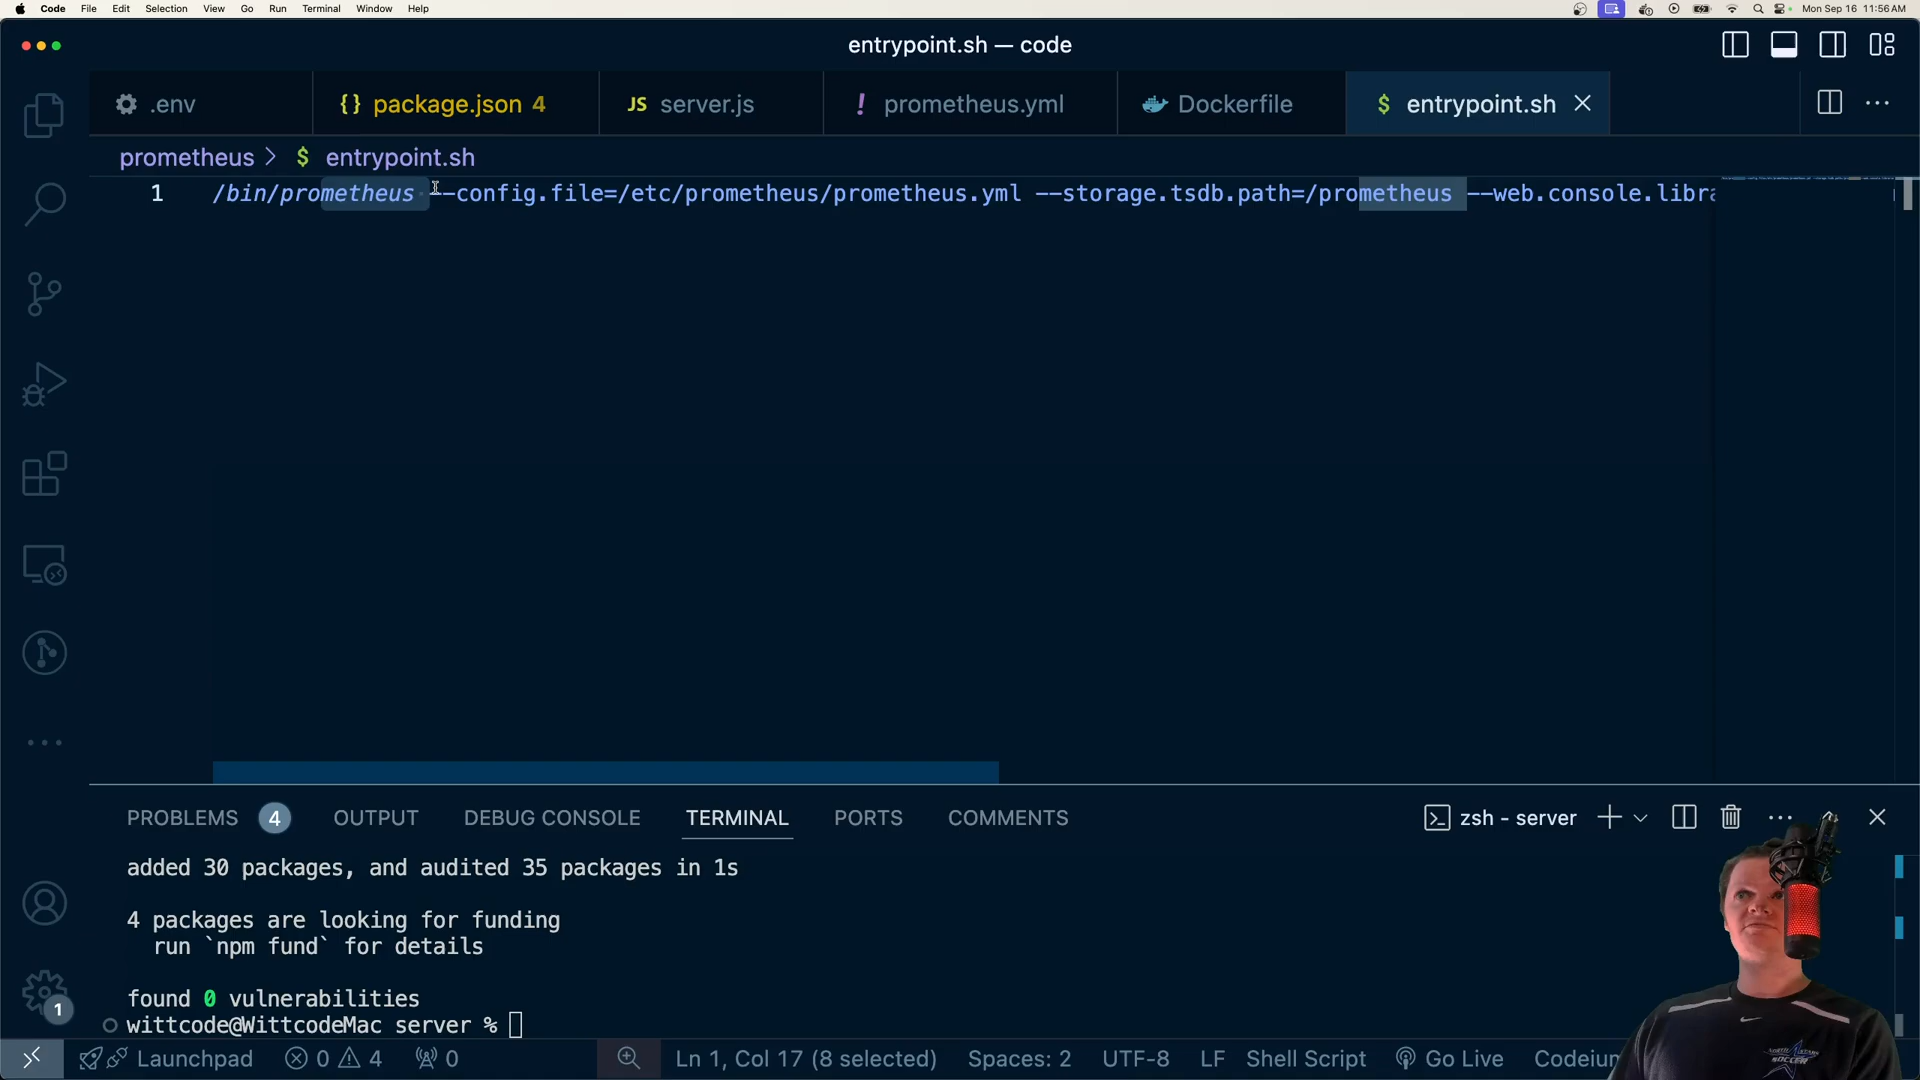 Code File Edit Selection View Go Run Terminal Window Help Mon Sep 16 11:56 AM
entrypoint.sh — code
.env {} package.json 4 JS server.js ! prometheus.yml Dockerfile $ entrypoint.sh
prometheus > $ entrypoint.sh
1 /bin/prometheus --config.file=/etc/prometheus/prometheus.yml --storage.tsdb.path=/prometheus --web.console.libra
PROBLEMS 4 OUTPUT DEBUG CONSOLE TERMINAL PORTS COMMENTS zsh - server
added 30 packages, and audited 35 packages in 1s
4 packages are looking for funding
run `npm fund` for details
found 0 vulnerabilities
wittcode@WittcodeMac server %
1
Launchpad 0 4 0 Ln 1, Col 17 (8 selected) Spaces: 2 UTF-8 LF Shell Script Go Live Codeium
SOCCER